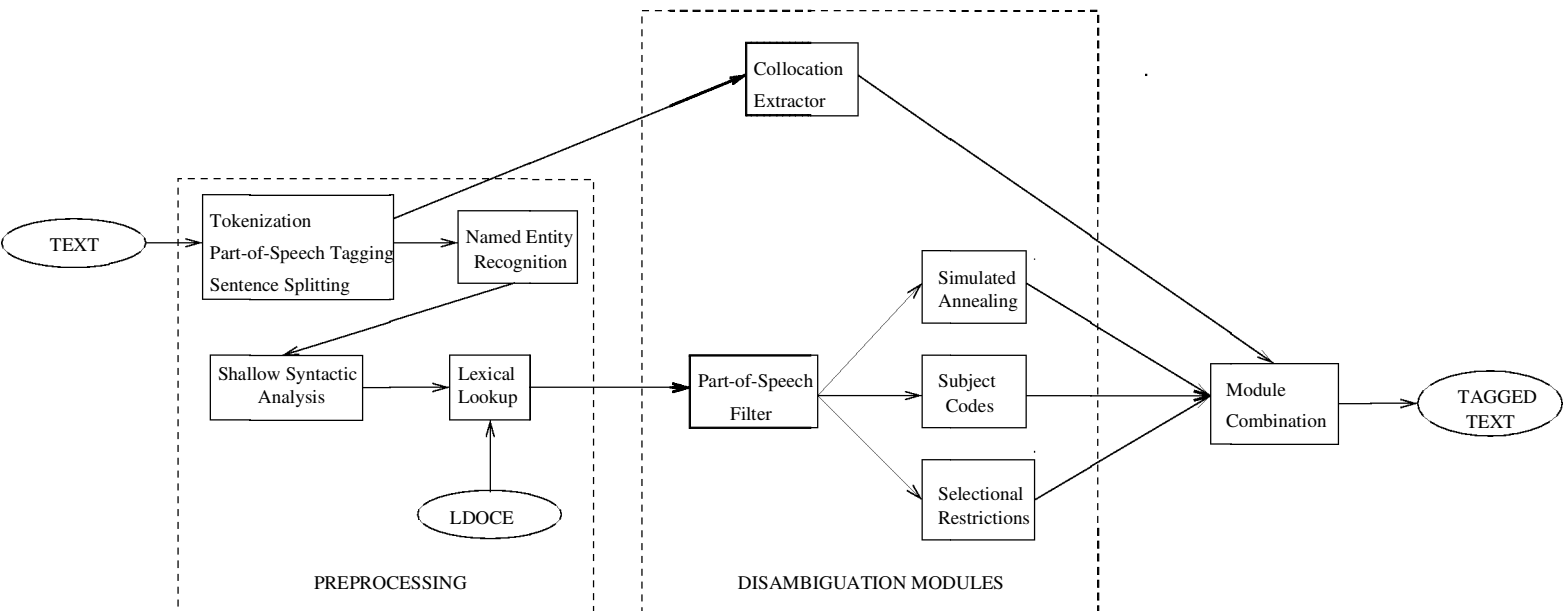 TEXT
Tokenization
Part-of-Speech Tagging
Sentence Splitting
Named Entity
Recognition
Shallow Syntactic
Analysis
Lexical
Lookup
LDOCE
PREPROCESSING
Collocation
Extractor
Part-of-Speech
Filter
Simulated
Annealing
Subject
Codes
Selectional
Restrictions
DISAMBIGUATION MODULES
Module
Combination
TAGGED
TEXT